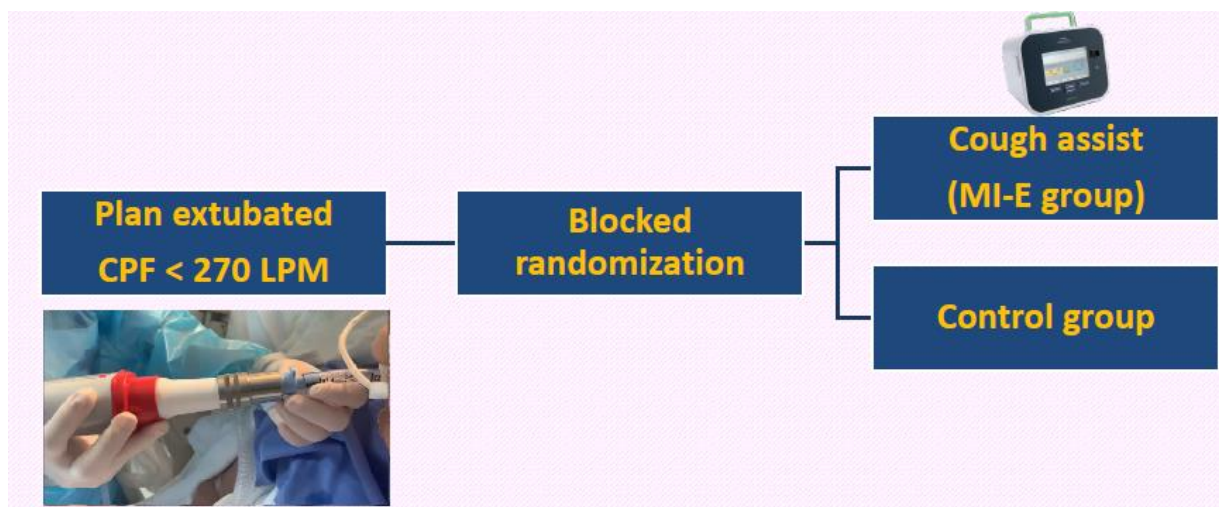 Plan extubated
CPF < 270 LPM
Blocked
randomization
Cough assist
(MI-E group)
Control group